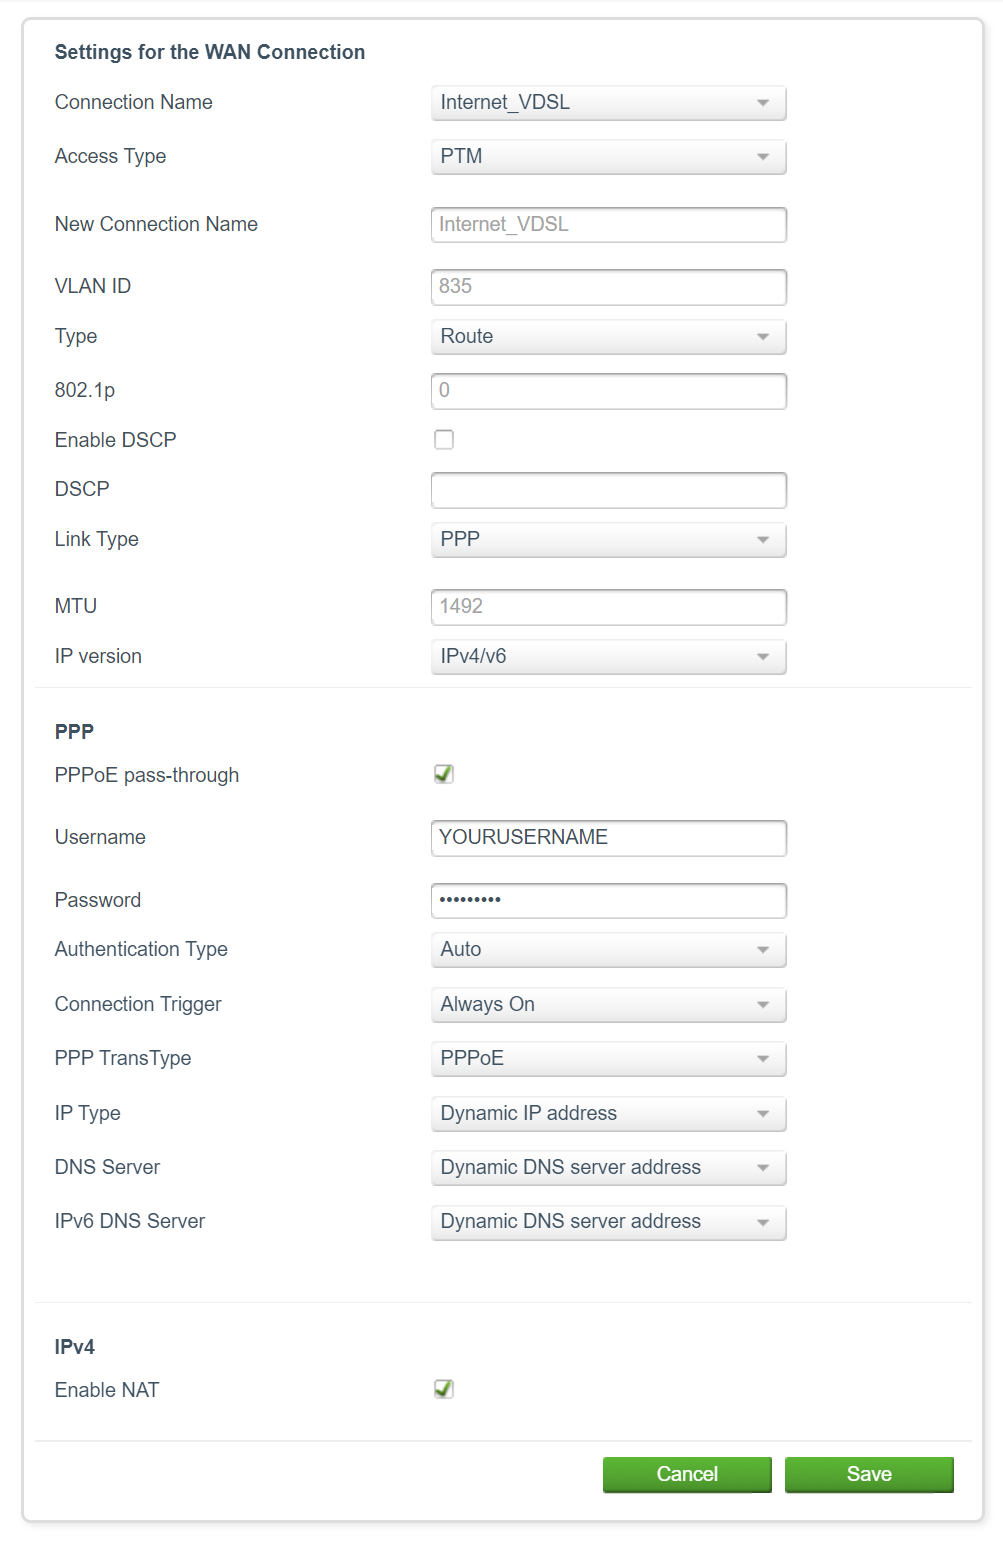 Settings for the WAN Connection
Connection Name Internet_VDSL
Access Type PTM
New Connection Name Internet_VDSL
VLAN ID 835
Type Route
802.1p 0
Enable DSCP
DSCP
Link Type PPP
MTU 1492
IP version IPv4/v6
PPP
PPPoE pass-through
Username YOURUSERNAME
Password •••••••••
Authentication Type Auto
Connection Trigger Always On
PPP TransType PPPoE
IP Type Dynamic IP address
DNS Server Dynamic DNS server address
IPv6 DNS Server Dynamic DNS server address
IPv4
Enable NAT
Cancel Save